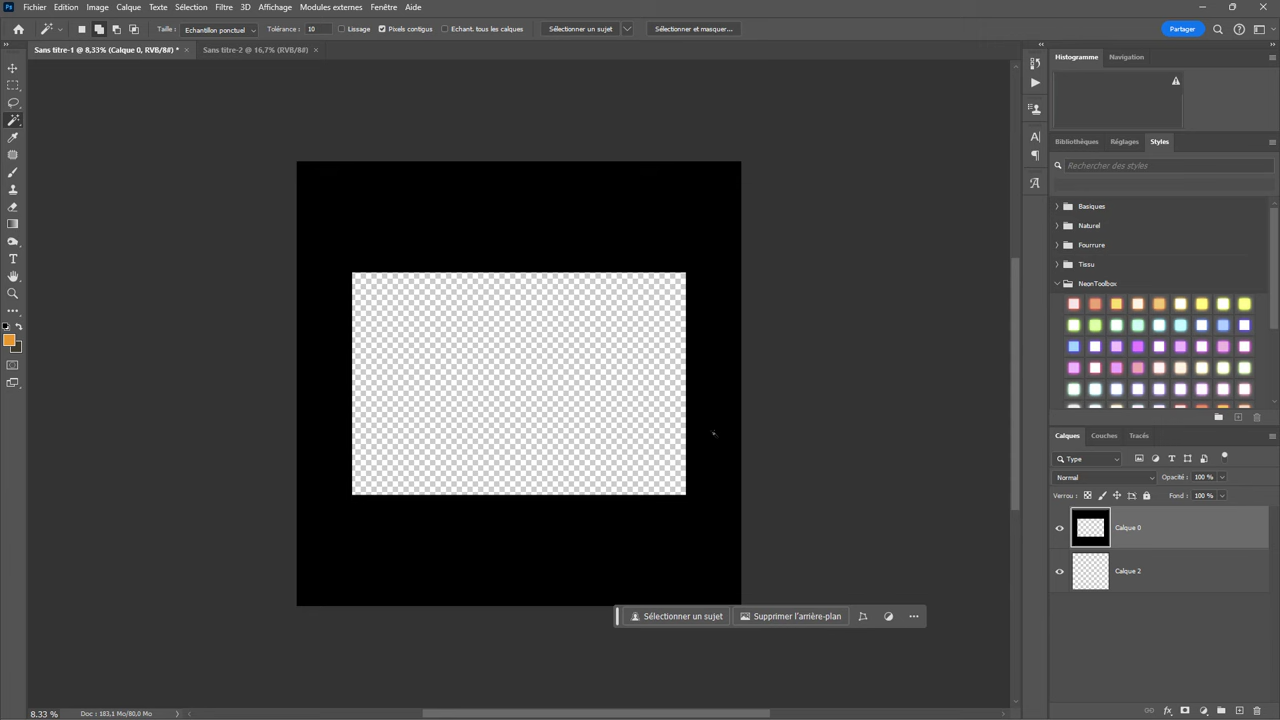 Ps Fichier Edition Image Calque Texte Sélection Filtre 3D Affichage Modules externes Fenêtre Aide
Taille : Echantillon ponctuel Tolérance : 10 Lissage Pixels contigus Echant. tous les calques Sélectionner un sujet Sélectionner et masquer... Partager
Sans titre-1 @ 8,33% (Calque 0, RVB/8#) * Sans titre-2 @ 16,7% (RVB/8#)
Histogramme Navigation
Bibliothèques Réglages Styles
Rechercher des styles
Basiques
Naturel
Fourrure
Tissu
NeonToolbox
Calques Couches Tracés
Type
Normal Opacité : 100 %
Verrou : Fond : 100 %
Calque 0
Calque 2
Sélectionner un sujet Supprimer l'arrière-plan
8.33 % Doc : 183,1 Mo/80,0 Mo